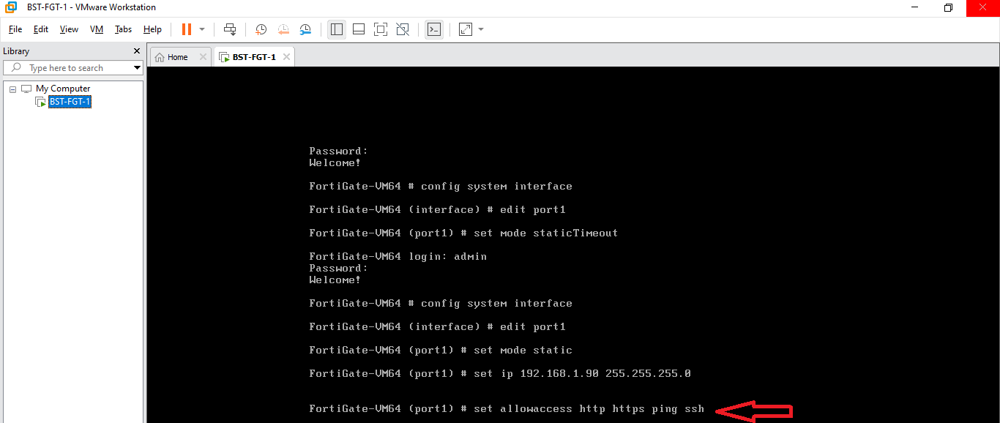 BST-FGT-1 - VMware Workstation
File Edit View VM Tabs Help
Library
Home
BST-FGT-1
Type here to search
My Computer
BST-FGT-1
Password:
Welcome!
FortiGate-VM64 # config system interface
FortiGate-VM64 (interface) # edit port1
FortiGate-VM64 (port1) # set mode staticTimeout
FortiGate-VM64 login: admin
Password:
Welcome!
FortiGate-VM64 # config system interface
FortiGate-VM64 (interface) # edit port1
FortiGate-VM64 (port1) # set mode static
FortiGate-VM64 (port1) # set ip 192.168.1.90 255.255.255.0
FortiGate-VM64 (port1) # set allowaccess http https ping ssh